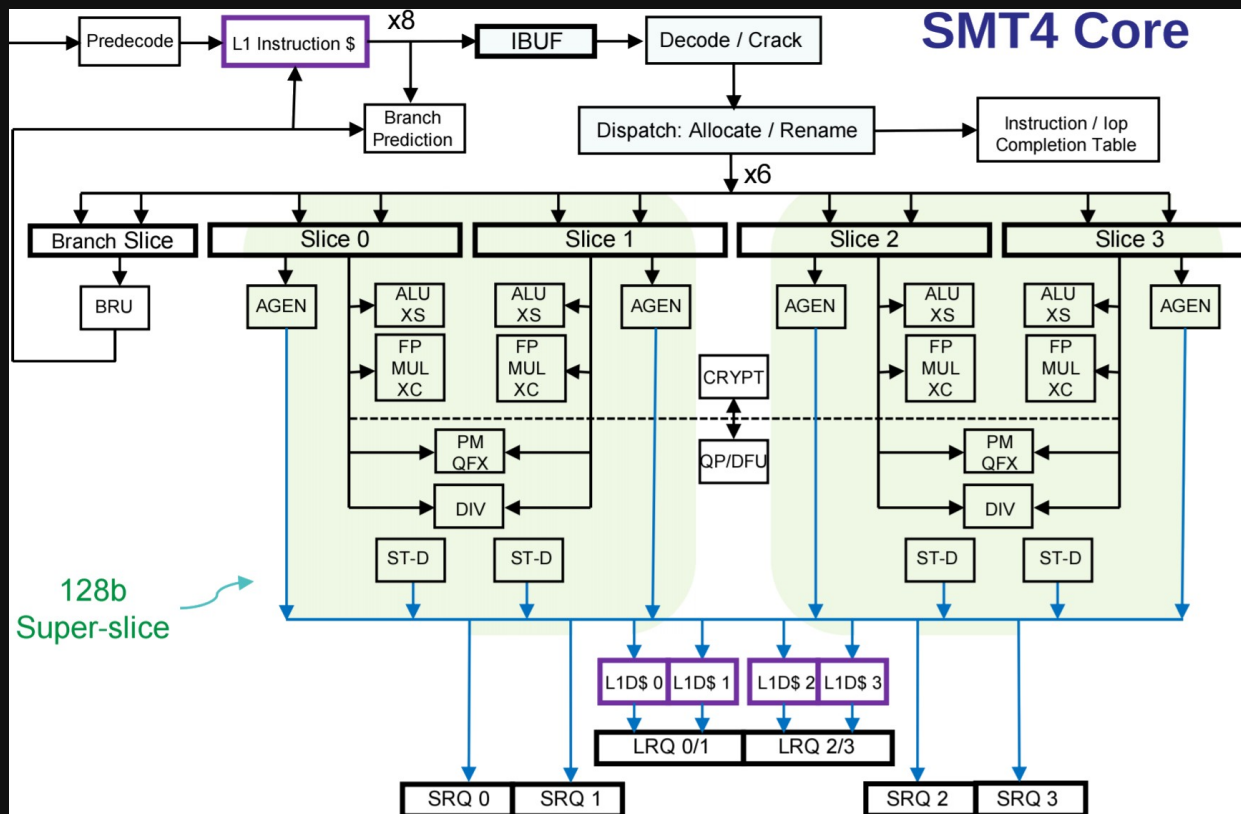 SMT4 Core
Predecode
L1 Instruction $
x8
IBUF
Decode / Crack
Branch
Prediction
Dispatch: Allocate / Rename
Instruction / Iop
Completion Table
x6
Branch Slice
Slice 0
Slice 1
Slice 2
Slice 3
BRU
AGEN
ALU
XS
ALU
XS
AGEN
AGEN
ALU
XS
ALU
XS
AGEN
FP
MUL
XC
FP
MUL
XC
CRYPT
FP
MUL
XC
FP
MUL
XC
PM
QFX
QP/DFU
PM
QFX
DIV
DIV
ST-D
ST-D
ST-D
ST-D
128b
Super-slice
L1D$ 0
L1D$ 1
L1D$ 2
L1D$ 3
LRQ 0/1
LRQ 2/3
SRQ 0
SRQ 1
SRQ 2
SRQ 3